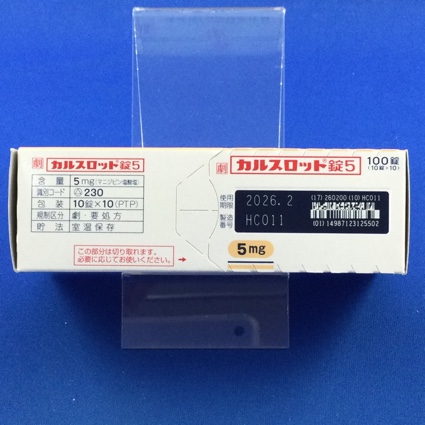 劇 カルスロット®錠5
含量 5mg(マニジピン塩酸塩)
識別コード 230
包装 10錠×10(PTP)
規制区分 劇・要処方
貯法 室温保存
この部分は切り取れます。
必要に応じてお使いください。 →
劇 カルスロット®錠5 100錠
(10錠×10)
使用期限 2026.2
製造番号 HC011
(17) 260200 (10) HC011
(01) 14987123125502
5mg